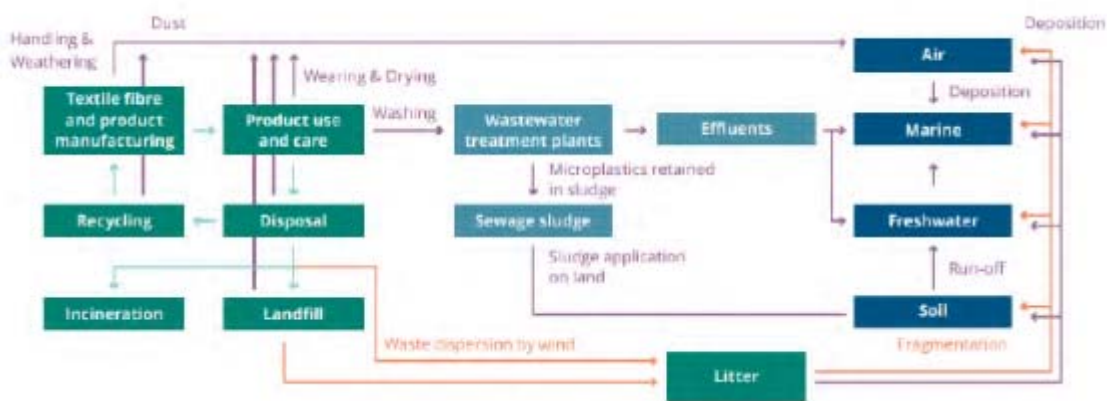 Dust
Deposition
Handling &
Weathering
Air
Wearing & Drying
Deposition
Textile fibre
and product
manufacturing
Product use
and care
Washing
Wastewater
treatment plants
Effluents
Marine
Microplastics retained
in sludge
Recycling
Disposal
Sewage sludge
Freshwater
Sludge application
on land
Run-off
Incineration
Landfill
Soil
Waste dispersion by wind
Fragmentation
Litter